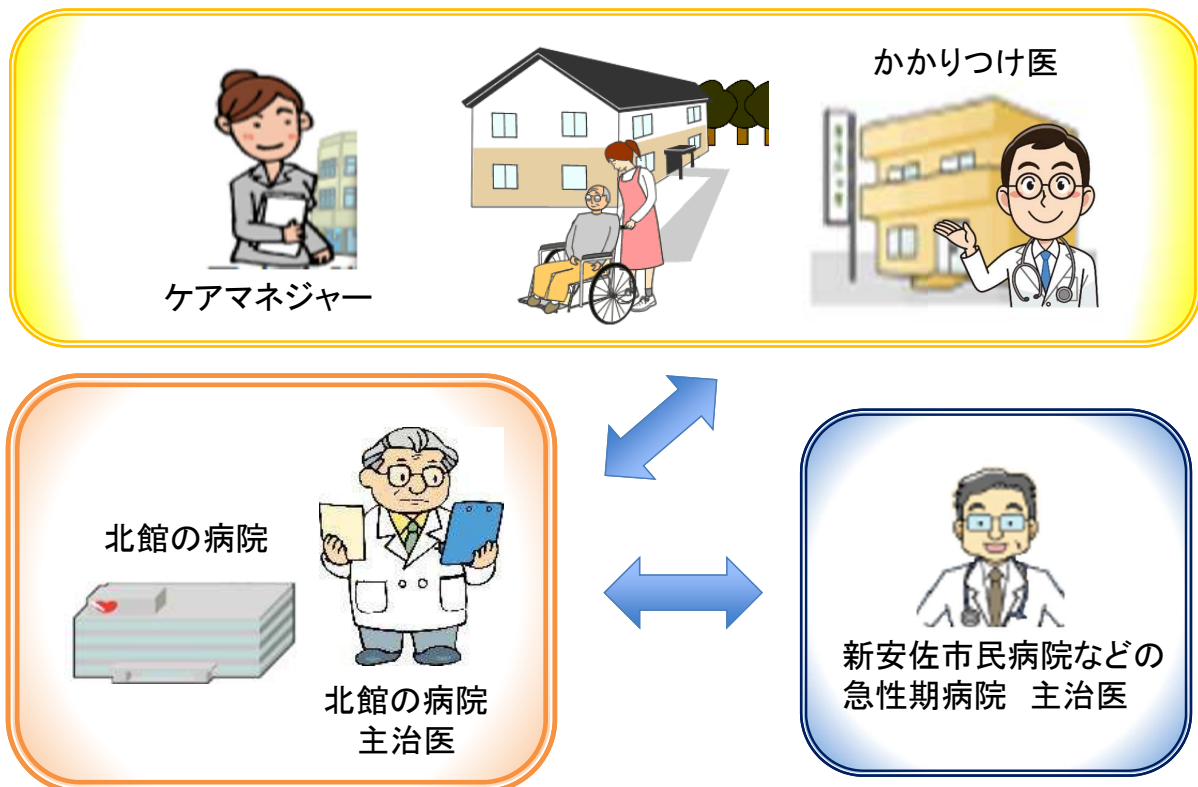 かかりつけ医
ケアマネジャー
北館の病院
北館の病院
主治医
新安佐市民病院などの
急性期病院　主治医